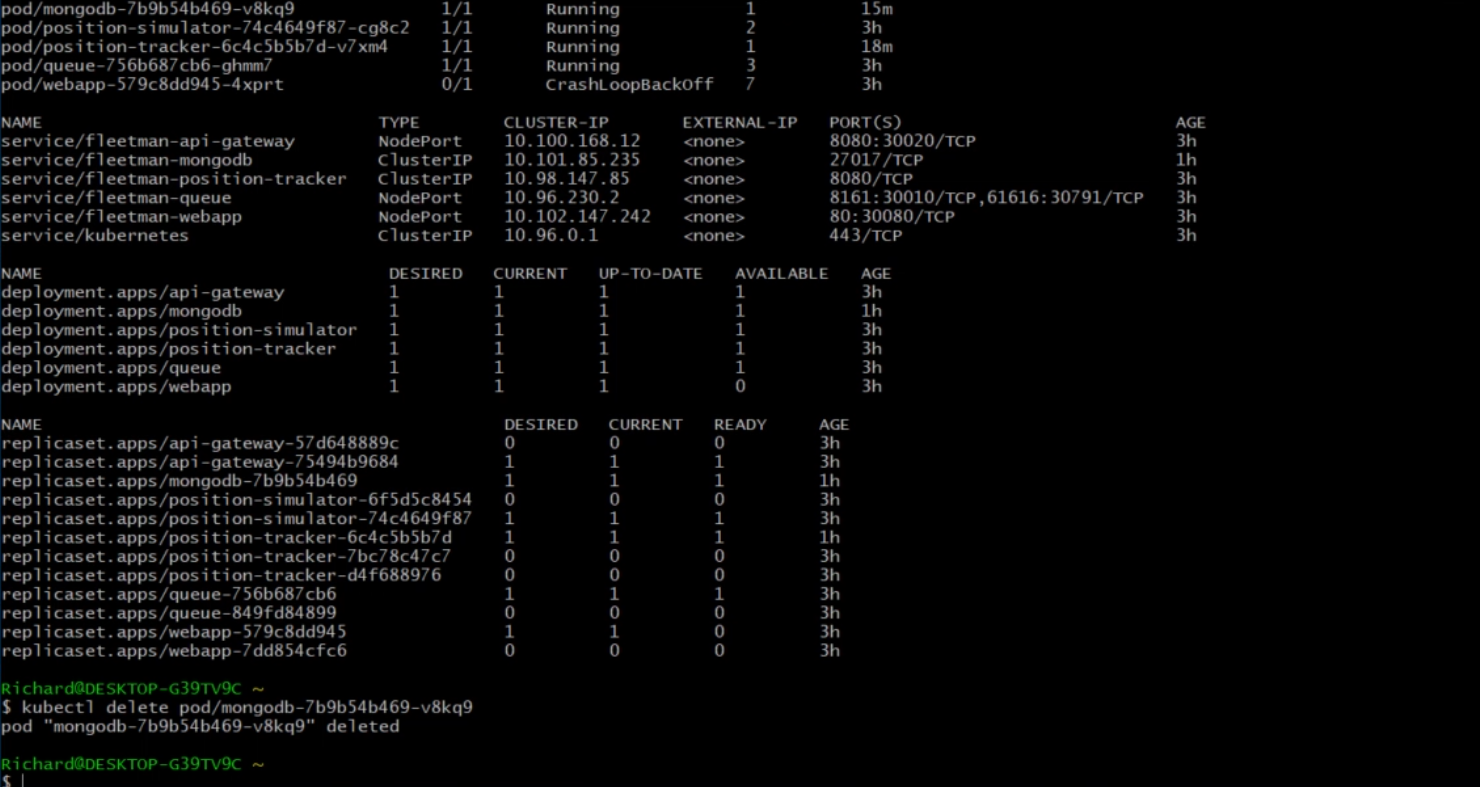 pod/mongodb-7b9b54b469-v8kq9 1/1 Running 1 15m
pod/position-simulator-74c4649f87-cg8c2 1/1 Running 2 3h
pod/position-tracker-6c4c5b5b7d-v7xm4 1/1 Running 1 18m
pod/queue-756b687cb6-ghmm7 1/1 Running 3 3h
pod/webapp-579c8dd945-4xprt 0/1 CrashLoopBackOff 7 3h
NAME TYPE CLUSTER-IP EXTERNAL-IP PORT(S) AGE
service/fleetman-api-gateway NodePort 10.100.168.12 <none> 8080:30020/TCP 3h
service/fleetman-mongodb ClusterIP 10.101.85.235 <none> 27017/TCP 1h
service/fleetman-position-tracker ClusterIP 10.98.147.85 <none> 8080/TCP 3h
service/fleetman-queue NodePort 10.96.230.2 <none> 8161:30010/TCP,61616:30791/TCP 3h
service/fleetman-webapp NodePort 10.102.147.242 <none> 80:30080/TCP 3h
service/kubernetes ClusterIP 10.96.0.1 <none> 443/TCP 3h
NAME DESIRED CURRENT UP-TO-DATE AVAILABLE AGE
deployment.apps/api-gateway 1 1 1 1 3h
deployment.apps/mongodb 1 1 1 1 1h
deployment.apps/position-simulator 1 1 1 1 3h
deployment.apps/position-tracker 1 1 1 1 3h
deployment.apps/queue 1 1 1 1 3h
deployment.apps/webapp 1 1 1 0 3h
NAME DESIRED CURRENT READY AGE
replicaset.apps/api-gateway-57d648889c 0 0 0 3h
replicaset.apps/api-gateway-75494b9684 1 1 1 3h
replicaset.apps/mongodb-7b9b54b469 1 1 1 1h
replicaset.apps/position-simulator-6f5d5c8454 0 0 0 3h
replicaset.apps/position-simulator-74c4649f87 1 1 1 3h
replicaset.apps/position-tracker-6c4c5b5b7d 1 1 1 1h
replicaset.apps/position-tracker-7bc78c47c7 0 0 0 3h
replicaset.apps/position-tracker-d4f688976 0 0 0 3h
replicaset.apps/queue-756b687cb6 1 1 1 3h
replicaset.apps/queue-849fd84899 0 0 0 3h
replicaset.apps/webapp-579c8dd945 1 1 0 3h
replicaset.apps/webapp-7dd854cfc6 0 0 0 3h
Richard@DESKTOP-G39TV9C ~
$ kubectl delete pod/mongodb-7b9b54b469-v8kq9
pod "mongodb-7b9b54b469-v8kq9" deleted
Richard@DESKTOP-G39TV9C ~
$